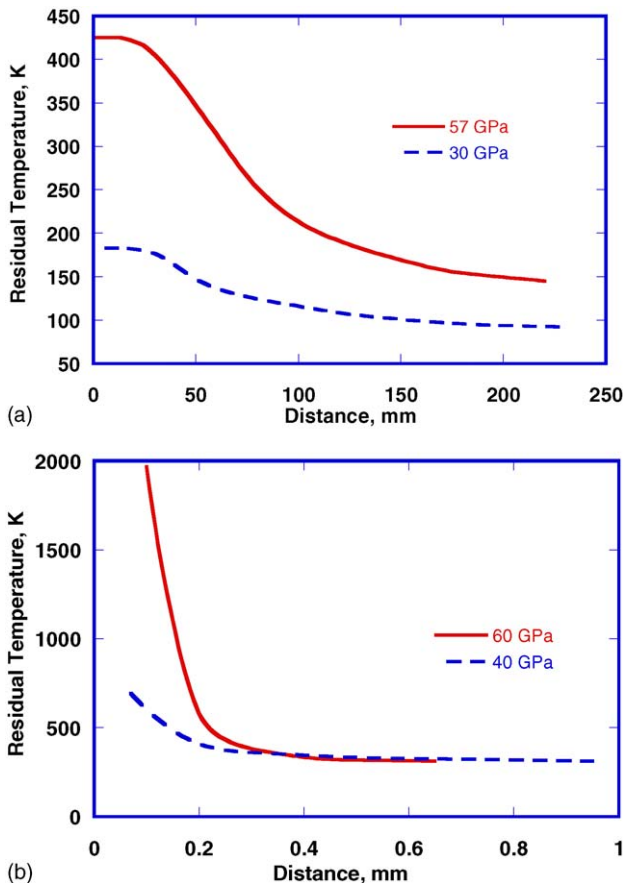 450
400
350
300
250
200
150
100
50
Residual Temperature, K
57 GPa
30 GPa
0 50 100 150 200 250
(a)
Distance, mm
2000
1500
1000
500
0
Residual Temperature, K
60 GPa
40 GPa
0 0.2 0.4 0.6 0.8 1
(b)
Distance, mm